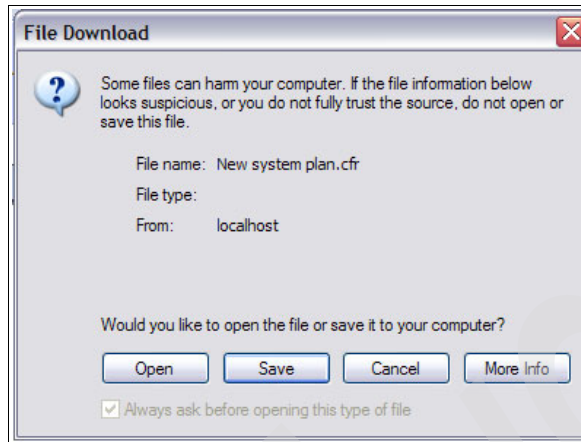 File Download
Some files can harm your computer. If the file information below
looks suspicious, or you do not fully trust the source, do not open or
save this file.
File name: New system plan.cfr
File type:
From: localhost
Would you like to open the file or save it to your computer?
Open Save Cancel More Info
Always ask before opening this type of file